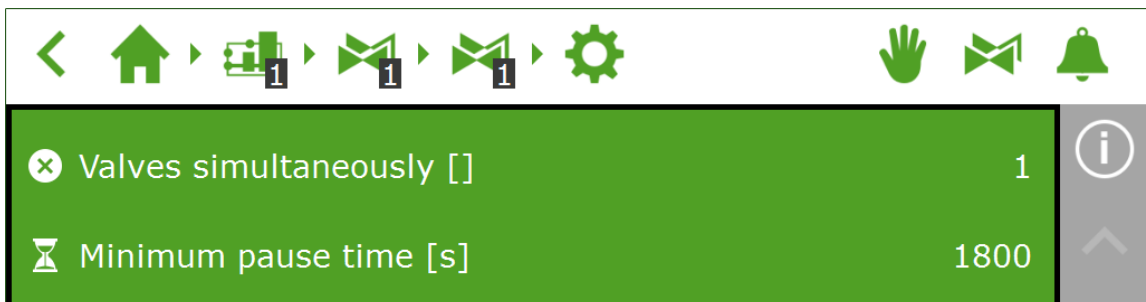 1 1 1
Valves simultaneously [] 1
Minimum pause time [s] 1800